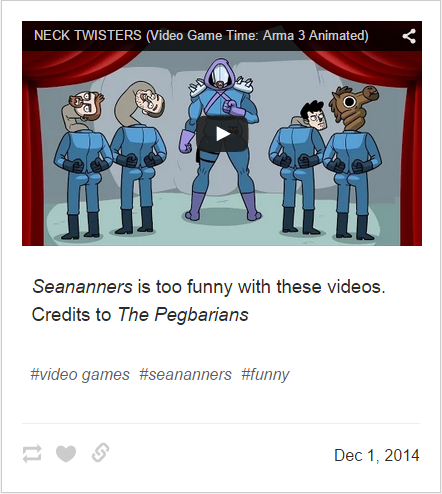 NECK TWISTERS (Video Game Time: Arma 3 Animated)
Seananners is too funny with these videos.
Credits to The Pegbarians
#video games #seananners #funny
Dec 1, 2014